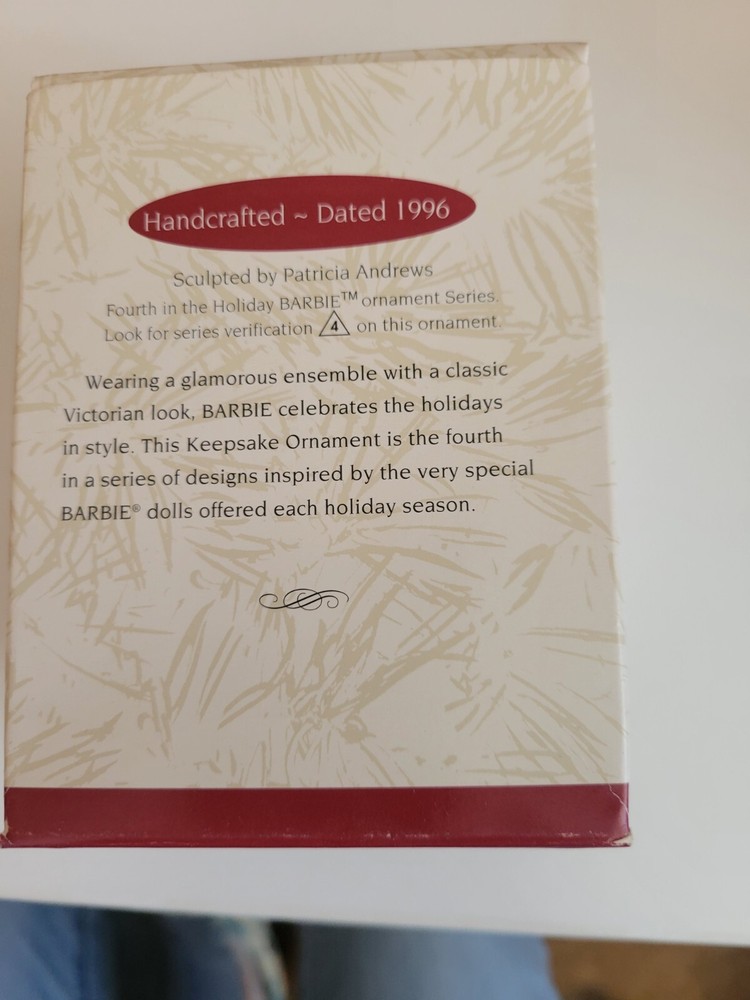 Handcrafted ~ Dated 1996
Sculpted by Patricia Andrews
Fourth in the Holiday BARBIE™ ornament Series.
Look for series verification 4 on this ornament.
Wearing a glamorous ensemble with a classic
Victorian look, BARBIE celebrates the holidays
in style. This Keepsake Ornament is the fourth
in a series of designs inspired by the very special
BARBIE® dolls offered each holiday season.